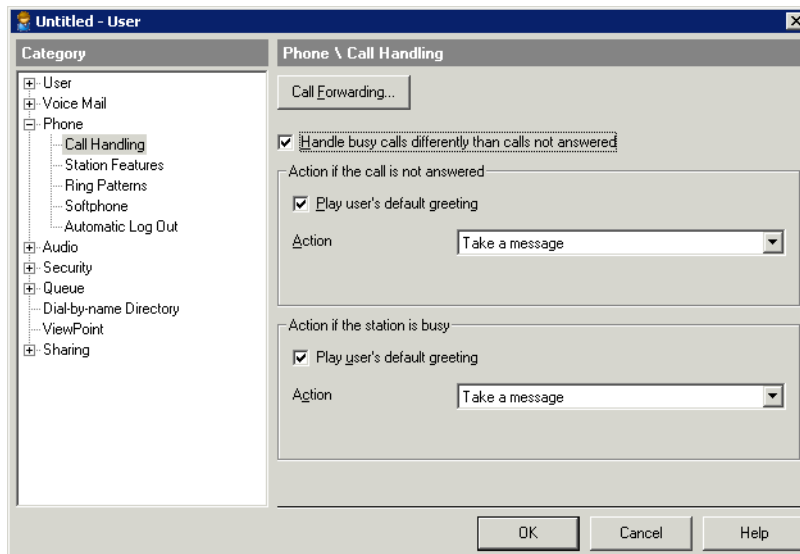 Untitled - User
Category
User
Voice Mail
Phone
Call Handling
Station Features
Ring Patterns
Softphone
Automatic Log Out
Audio
Security
Queue
Dial-by-name Directory
ViewPoint
Sharing
Phone \ Call Handling
Call Forwarding...
Handle busy calls differently than calls not answered
Action if the call is not answered
Play user's default greeting
Action Take a message
Action if the station is busy
Play user's default greeting
Action Take a message
OK Cancel Help